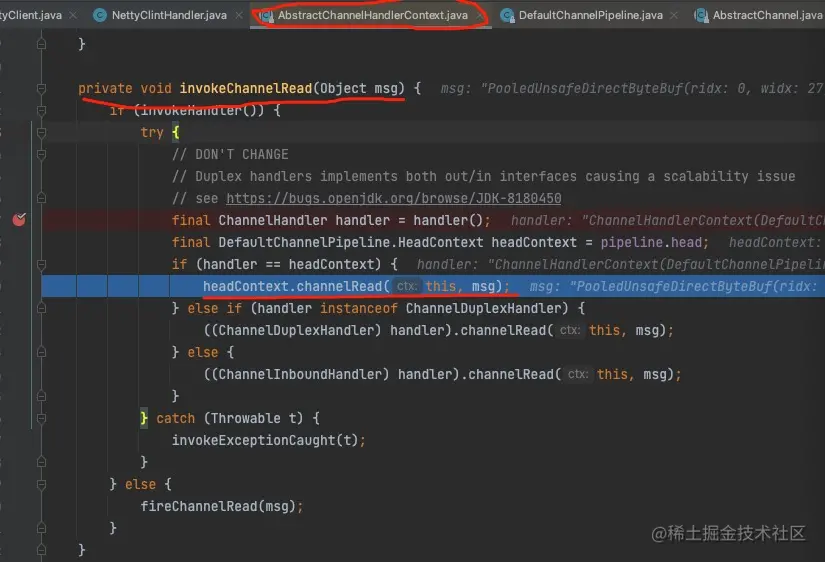 tyClient.java × NettyClintHandler.java × AbstractChannelHandlerContext.java × DefaultChannelPipeline.java × AbstractChannel.java
}
private void invokeChannelRead(Object msg) { msg: "PooledUnsafeDirectByteBuf(ridx: 0, widx: 27
if (invokeHandler()) {
try {
// DON'T CHANGE
// Duplex handlers implements both out/in interfaces causing a scalability issue
// see https://bugs.openjdk.org/browse/JDK-8180450
final ChannelHandler handler = handler(); handler: "ChannelHandlerContext(DefaultCh
final DefaultChannelPipeline.HeadContext headContext = pipeline.head; headContext:
if (handler == headContext) { handler: "ChannelHandlerContext(DefaultChannelPipelin
headContext.channelRead( ctx: this, msg); msg: "PooledUnsafeDirectByteBuf(ridx:
} else if (handler instanceof ChannelDuplexHandler) {
((ChannelDuplexHandler) handler).channelRead( ctx: this, msg);
} else {
((ChannelInboundHandler) handler).channelRead( ctx: this, msg);
}
} catch (Throwable t) {
invokeExceptionCaught(t);
}
} else {
fireChannelRead(msg);
}
}
@稀土掘金技术社区